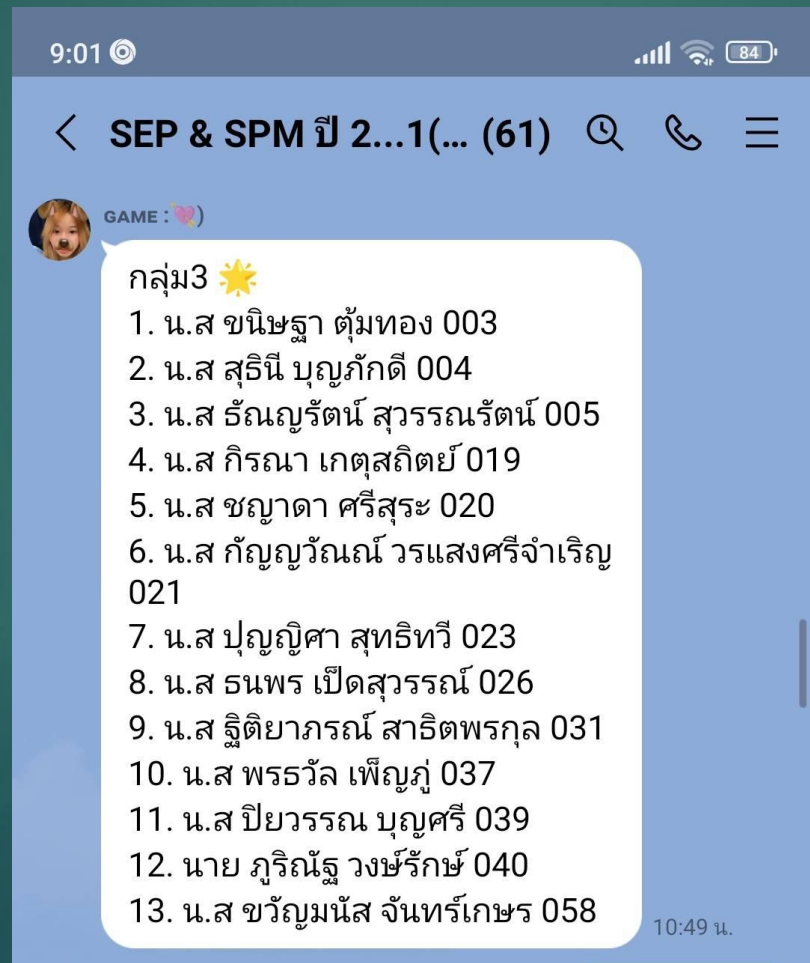 9:01
84
SEP & SPM ปี 2...1(... (61)
GAME :💘)
กลุ่ม3 🌟
1. น.ส ขนิษฐา ตุ้มทอง 003
2. น.ส สุธินี บุญภักดี 004
3. น.ส ธัณญรัตน์ สุวรรณรัตน์ 005
4. น.ส กิรณา เกตุสถิตย์ 019
5. น.ส ชญาดา ศรีสุระ 020
6. น.ส กัญญวัณณ์ วรแสงศรีจำเริญ
021
7. น.ส ปุญญิศา สุทธิทวี 023
8. น.ส ธนพร เป็ดสุวรรณ์ 026
9. น.ส ฐิติยาภรณ์ สาธิตพรกุล 031
10. น.ส พรธวัล เพ็ญภู่ 037
11. น.ส ปิยวรรณ บุญศรี 039
12. นาย ภูริณัฐ วงษ์รักษ์ 040
13. น.ส ขวัญมนัส จันทร์เกษร 058
10:49 น.